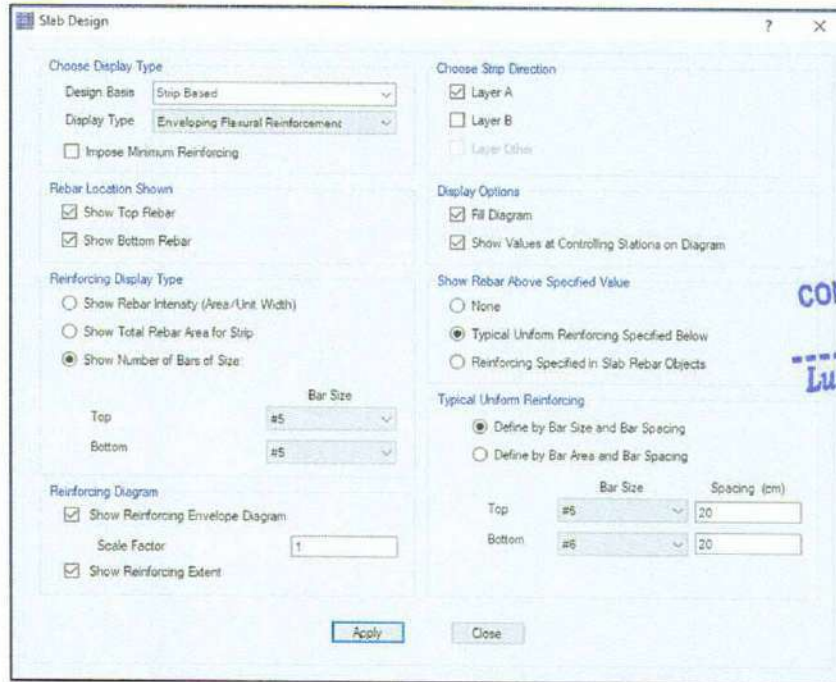 Slab Design
? X
Choose Display Type
Design Basis Strip Based
Display Type Enveloping Flexural Reinforcement
Impose Minimum Reinforcing
Rebar Location Shown
Show Top Rebar
Show Bottom Rebar
Reinforcing Display Type
Show Rebar Intensity (Area/Unit Width)
Show Total Rebar Area for Strip
Show Number of Bars of Size:
Bar Size
Top #5
Bottom #5
Reinforcing Diagram
Show Reinforcing Envelope Diagram
Scale Factor 1
Show Reinforcing Extent
Choose Strip Direction
Layer A
Layer B
Layer Other
Display Options
Fill Diagram
Show Values at Controlling Stations on Diagram
Show Rebar Above Specified Value
None
Typical Uniform Reinforcing Specified Below
Reinforcing Specified in Slab Rebar Objects
Typical Uniform Reinforcing
Define by Bar Size and Bar Spacing
Define by Bar Area and Bar Spacing
Bar Size Spacing (cm)
Top #6 20
Bottom #6 20
Apply Close